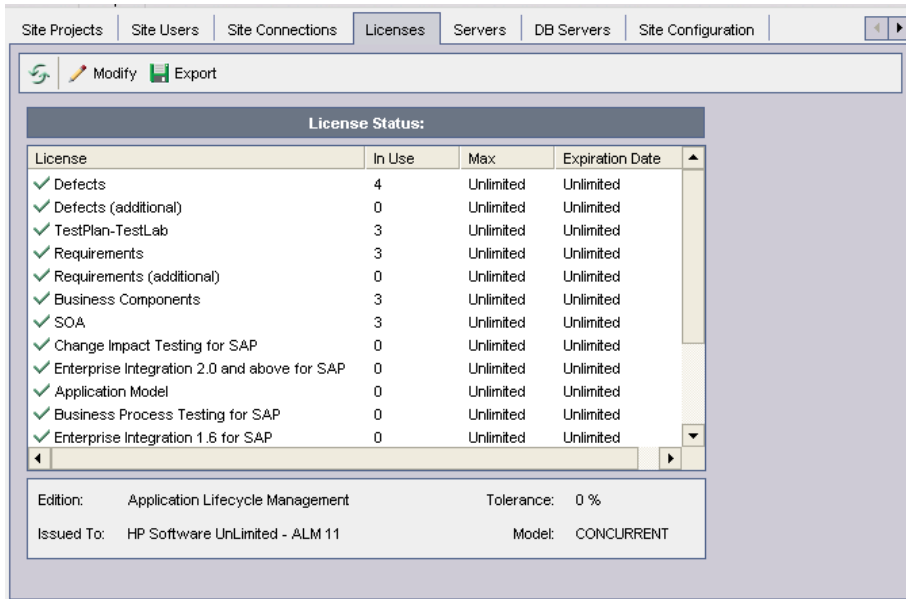 Site Projects Site Users Site Connections Licenses Servers DB Servers Site Configuration
Modify Export
License Status:
License In Use Max Expiration Date
Defects 4 Unlimited Unlimited
Defects (additional) 0 Unlimited Unlimited
TestPlan-TestLab 3 Unlimited Unlimited
Requirements 3 Unlimited Unlimited
Requirements (additional) 0 Unlimited Unlimited
Business Components 3 Unlimited Unlimited
SOA 3 Unlimited Unlimited
Change Impact Testing for SAP 0 Unlimited Unlimited
Enterprise Integration 2.0 and above for SAP 0 Unlimited Unlimited
Application Model 0 Unlimited Unlimited
Business Process Testing for SAP 0 Unlimited Unlimited
Enterprise Integration 1.6 for SAP 0 Unlimited Unlimited
Edition: Application Lifecycle Management Tolerance: 0 %
Issued To: HP Software UnLimited - ALM 11 Model: CONCURRENT